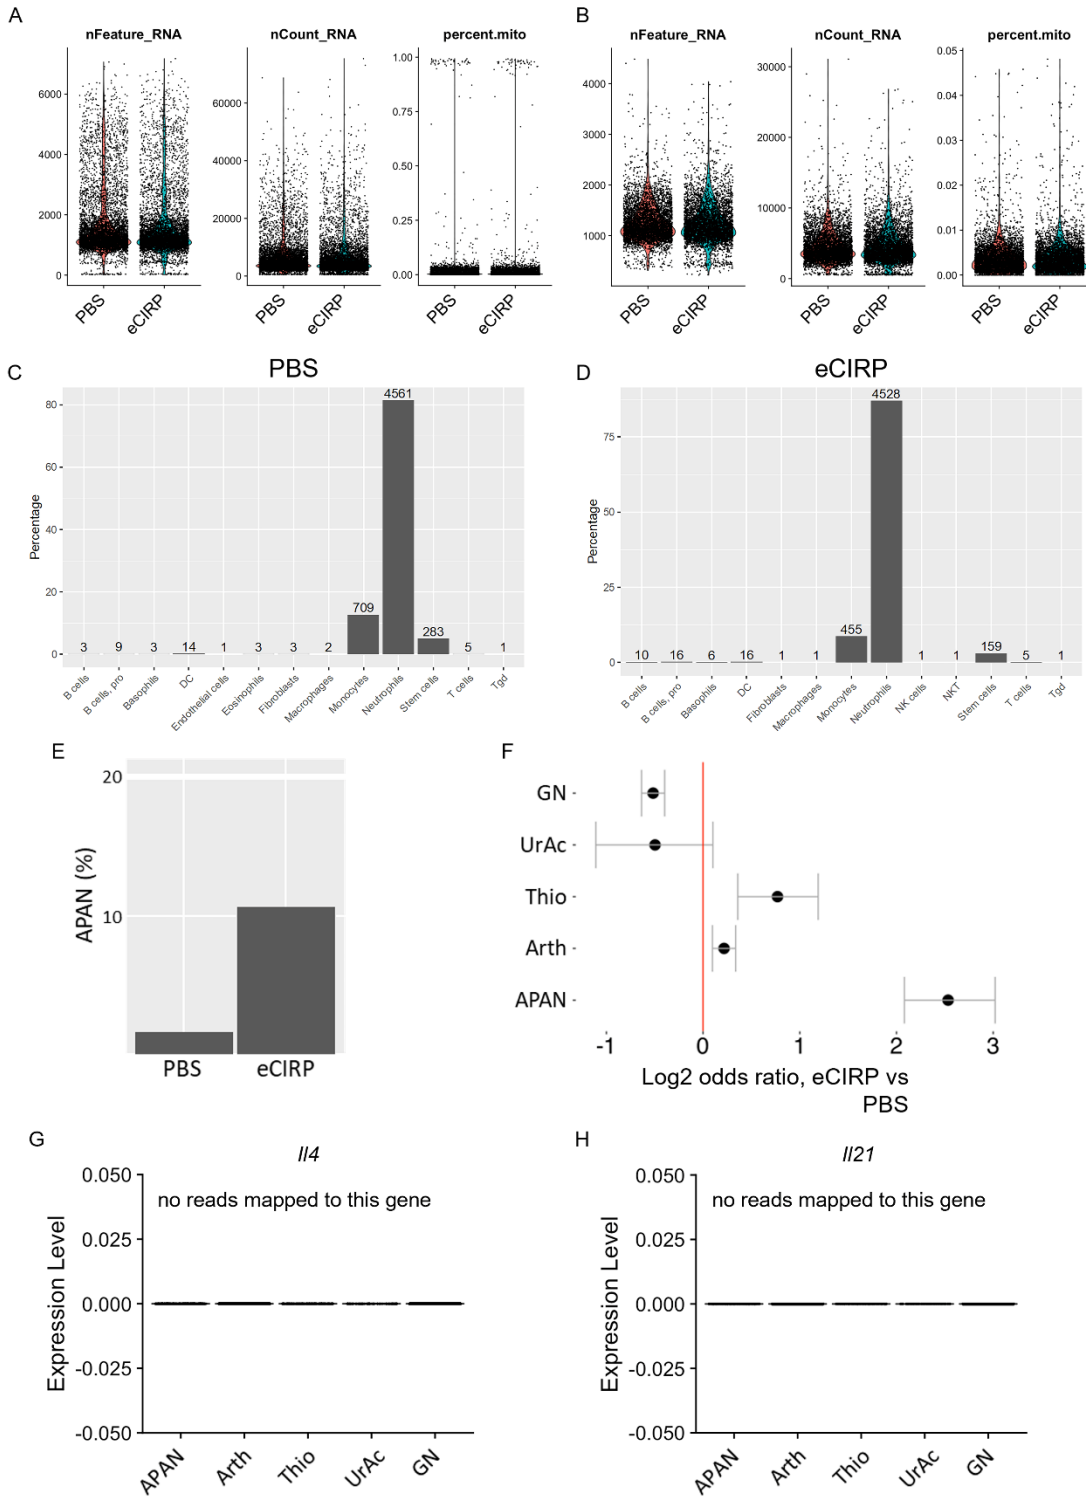 A
nFeature_RNA
nCount_RNA
percent.mito
6000
4000
2000
0
60000
40000
20000
0
1.00
0.75
0.50
0.25
0.00
PBS
eCIRP
PBS
eCIRP
PBS
eCIRP
B
nFeature_RNA
nCount_RNA
percent.mito
4000
3000
2000
1000
30000
20000
10000
0
0.05
0.04
0.03
0.02
0.01
0.00
PBS
eCIRP
PBS
eCIRP
PBS
eCIRP
C
PBS
Percentage
80
60
40
20
0
3
9
3
14
1
3
3
2
709
4561
283
5
1
B cells
B cells, pro
Basophils
DC
Endothelial cells
Eosinophils
Fibroblasts
Macrophages
Monocytes
Neutrophils
Stem cells
T cells
Tgd
D
eCIRP
Percentage
75
50
25
0
10
16
6
16
1
1
455
4528
1
1
159
5
1
B cells
B cells, pro
Basophils
DC
Fibroblasts
Macrophages
Monocytes
Neutrophils
NK cells
NKT
Stem cells
T cells
Tgd
E
APAN (%)
20
10
PBS
eCIRP
F
GN
UrAc
Thio
Arth
APAN
-1
0
1
2
3
Log2 odds ratio, eCIRP vs
PBS
G
Il4
no reads mapped to this gene
Expression Level
0.050
0.025
0.000
-0.025
-0.050
APAN
Arth
Thio
UrAc
GN
H
Il21
no reads mapped to this gene
Expression Level
0.050
0.025
0.000
-0.025
-0.050
APAN
Arth
Thio
UrAc
GN